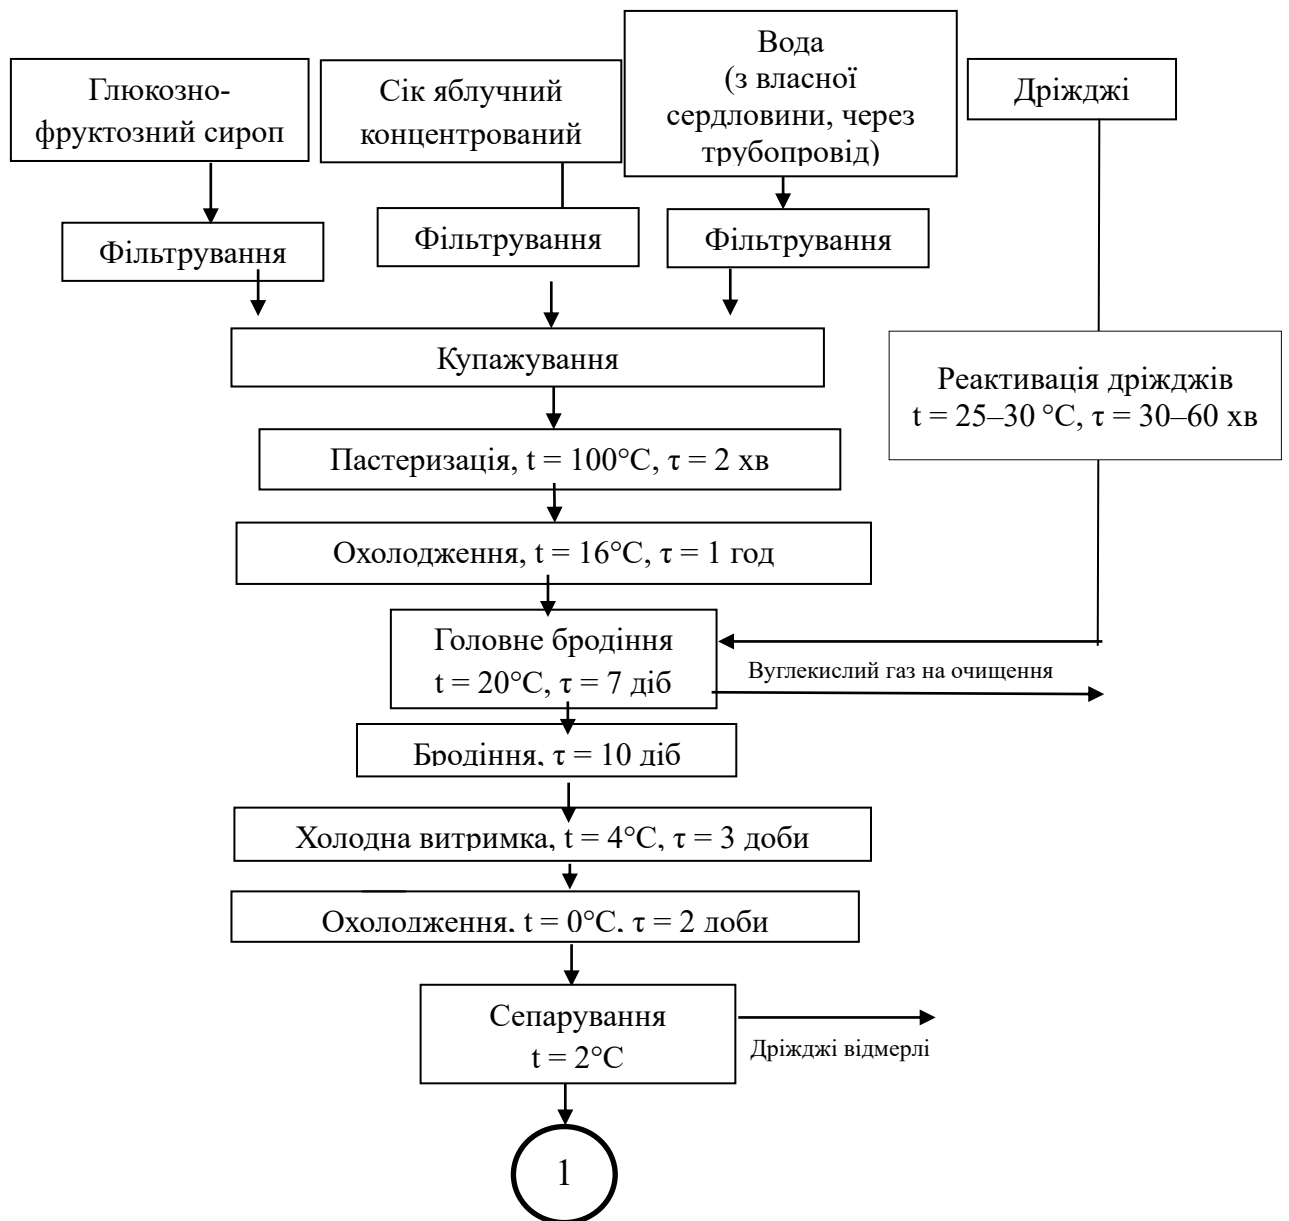 Глюкозно-
фруктозний сироп
Сік яблучний
концентрований
Вода
(з власної
сердловини, через
трубопровід)
Дріжджі
Фільтрування
Фільтрування
Фільтрування
Купажування
Реактивація дріжджів
t = 25–30 °C, τ = 30–60 хв
Пастеризація, t = 100°C, τ = 2 хв
Охолодження, t = 16°C, τ = 1 год
Головне бродіння
t = 20°C, τ = 7 діб
Вуглекислий газ на очищення
Бродіння, τ = 10 діб
Холодна витримка, t = 4°C, τ = 3 доби
Охолодження, t = 0°C, τ = 2 доби
Сепарування
t = 2°C
Дріжджі відмерлі
1